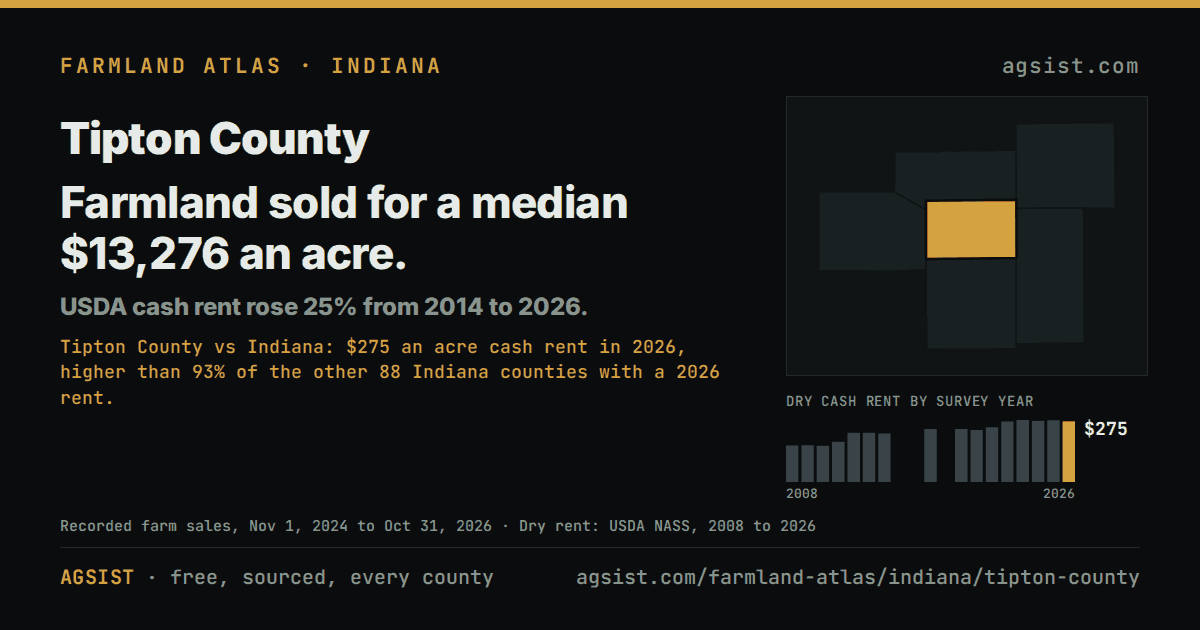 FARMLAND ATLAS · INDIANA
agsist.com
Tipton County
Farmland sold for a median
$13,276 an acre.
USDA cash rent rose 25% from 2014 to 2026.
Tipton County vs Indiana: $275 an acre cash rent in 2026,
higher than 93% of the other 88 Indiana counties with a 2026
rent.
DRY CASH RENT BY SURVEY YEAR
$275
2008
2026
Recorded farm sales, Nov 1, 2024 to Oct 31, 2026 · Dry rent: USDA NASS, 2008 to 2026
AGSIST · free, sourced, every county
agsist.com/farmland-atlas/indiana/tipton-county